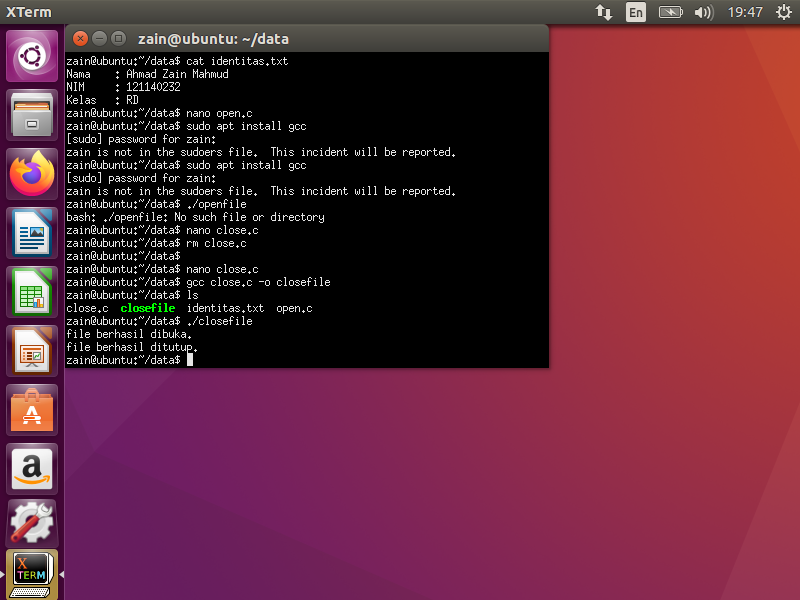 XTerm
En
19:47
zain@ubuntu: ~/data
zain@ubuntu:~/data$ cat identitas.txt
Nama    : Ahmad Zain Mahmud
NIM     : 121140232
Kelas   : RD
zain@ubuntu:~/data$ nano open.c
zain@ubuntu:~/data$ sudo apt install gcc
[sudo] password for zain:
zain is not in the sudoers file.  This incident will be reported.
zain@ubuntu:~/data$ sudo apt install gcc
[sudo] password for zain:
zain is not in the sudoers file.  This incident will be reported.
zain@ubuntu:~/data$ ./openfile
bash: ./openfile: No such file or directory
zain@ubuntu:~/data$ nano close.c
zain@ubuntu:~/data$ rm close.c
zain@ubuntu:~/data$
zain@ubuntu:~/data$ nano close.c
zain@ubuntu:~/data$ gcc close.c -o closefile
zain@ubuntu:~/data$ ls
close.c  closefile  identitas.txt  open.c
zain@ubuntu:~/data$ ./closefile
file berhasil dibuka.
file berhasil ditutup.
zain@ubuntu:~/data$
A
a
X
TERM